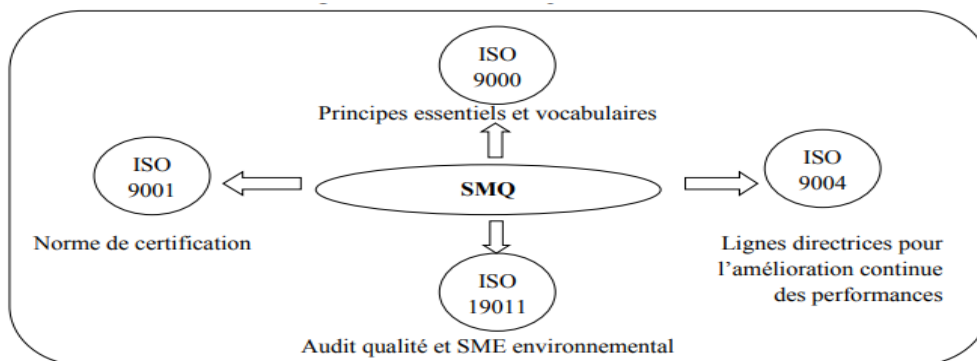 ISO
9000
Principes essentiels et vocabulaires
ISO
9001
Norme de certification
SMQ
ISO
9004
Lignes directrices pour
l’amélioration continue
des performances
ISO
19011
Audit qualité et SME environnemental